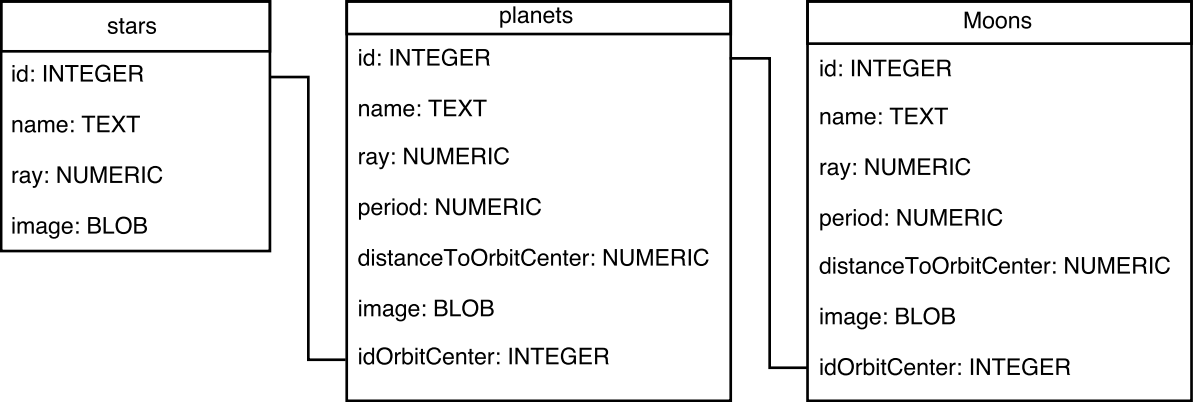 stars
id: INTEGER
name: TEXT
ray: NUMERIC
image: BLOB
planets
id: INTEGER
name: TEXT
ray: NUMERIC
period: NUMERIC
distanceToOrbitCenter: NUMERIC
image: BLOB
idOrbitCenter: INTEGER
Moons
id: INTEGER
name: TEXT
ray: NUMERIC
period: NUMERIC
distanceToOrbitCenter: NUMERIC
image: BLOB
idOrbitCenter: INTEGER